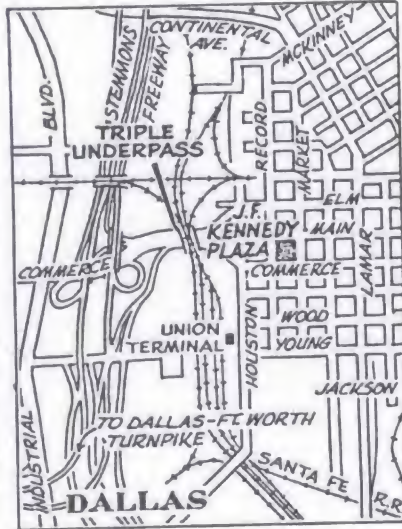 CONTINENTAL
AVE.
McKINNEY
BLVD.
STEMMONS
FREEWAY
TRIPLE
UNDERPASS
RECORD
MARKET
ELM
J.F.
KENNEDY
PLAZA
MAIN
COMMERCE
COMMERCE
LAMAR
WOOD
UNION
TERMINAL
YOUNG
HOUSTON
JACKSON
TO DALLAS-FT. WORTH
TURNPIKE
INDUSTRIAL
SANTA FE
R.R.
DALLAS